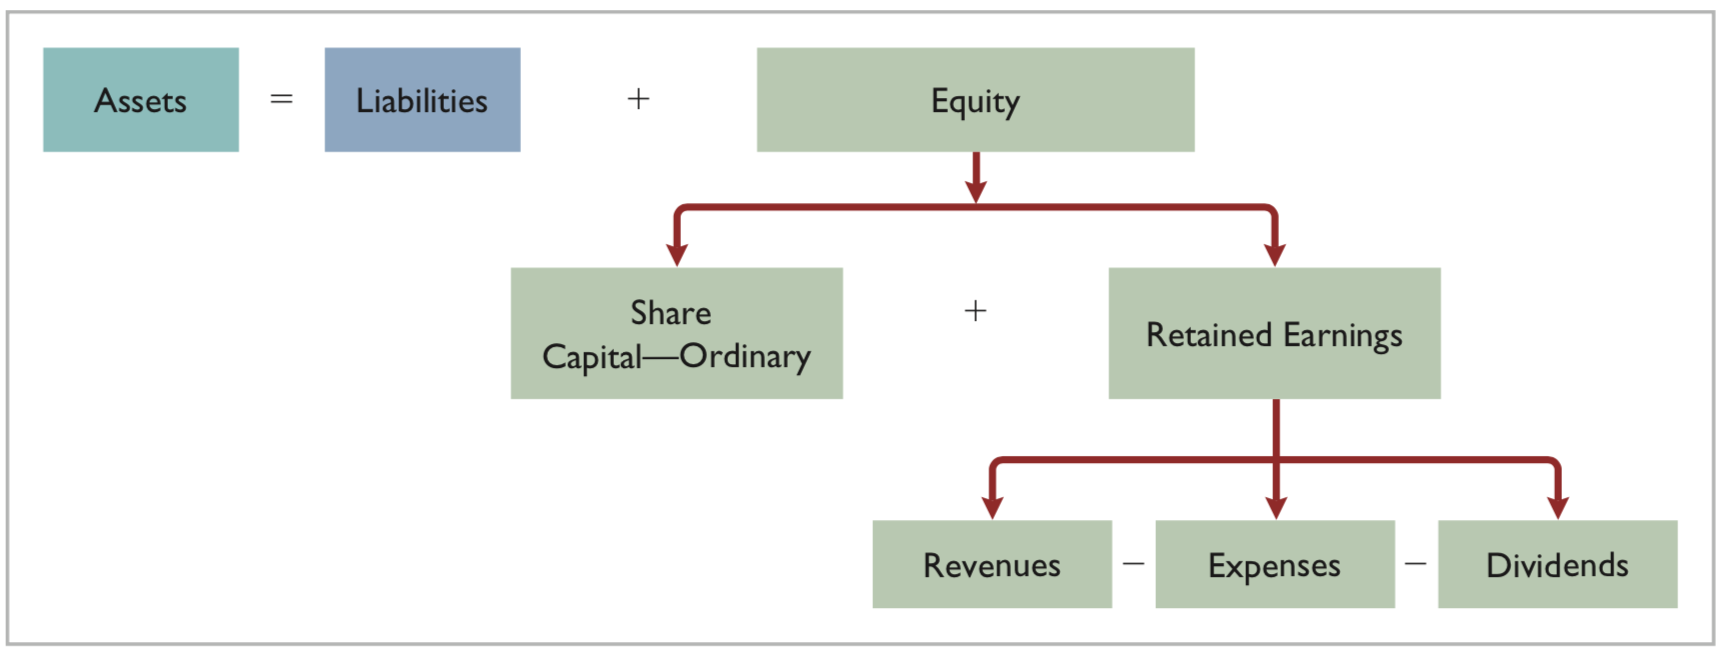 Assets = Liabilities + Equity
Share
Capital—Ordinary
+
Retained Earnings
Revenues – Expenses – Dividends